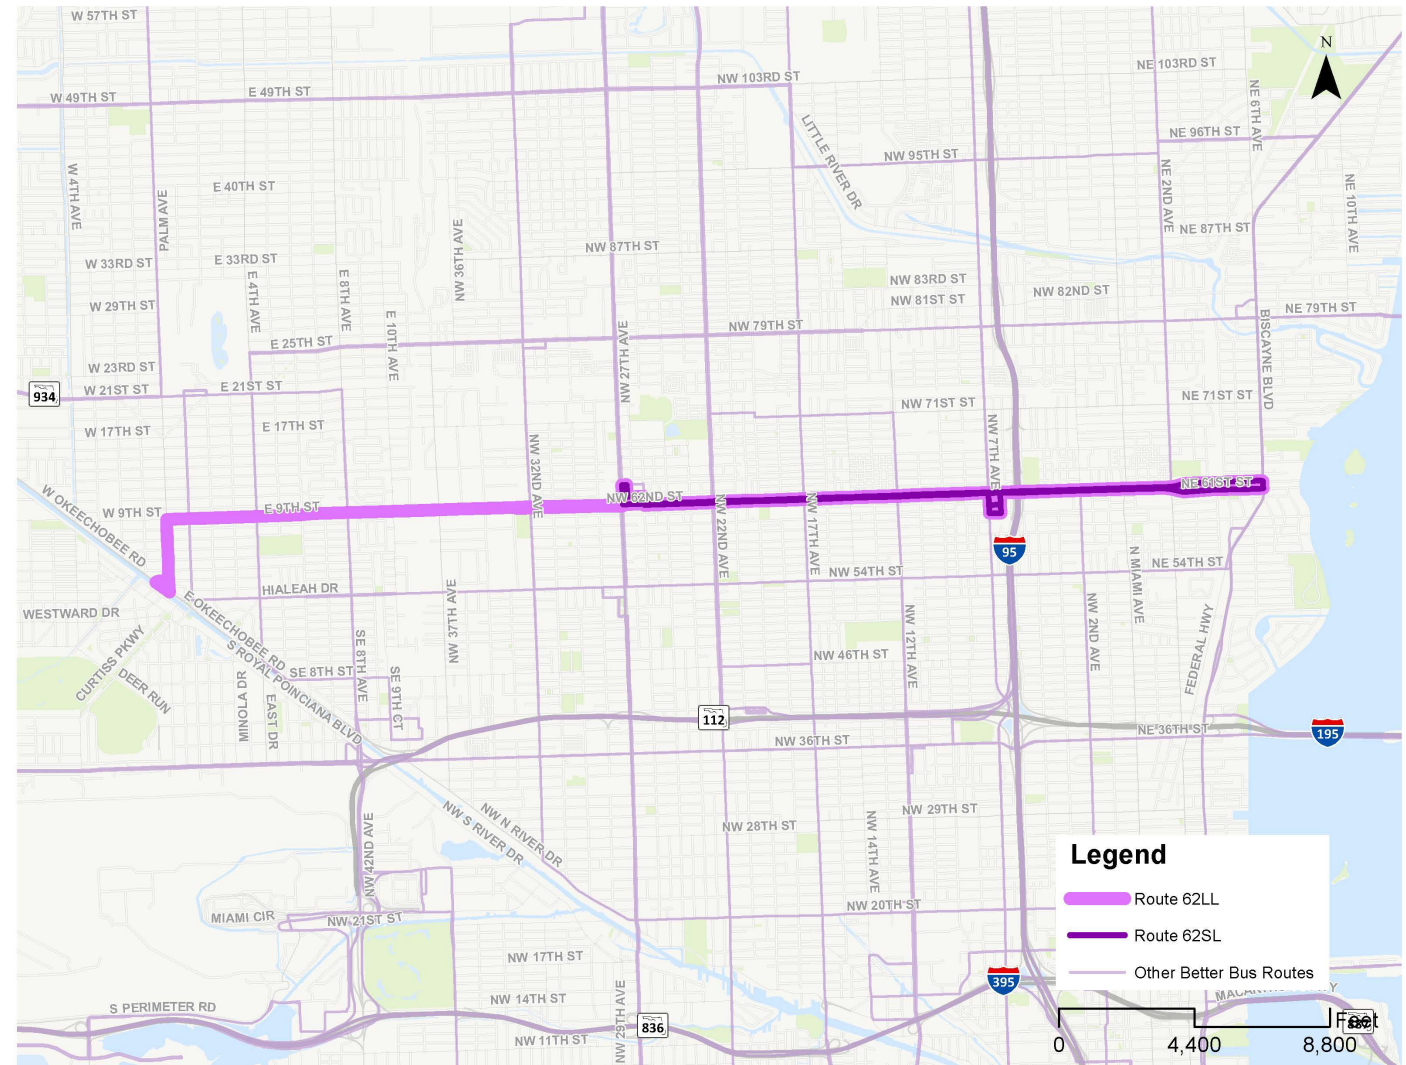 W 57TH ST
N
NE 103RD ST
NW 103RD ST
E 49TH ST
W 49TH ST
NE 6TH AVE
LITTLE RIVER DR
NE 96TH ST
NW 95TH ST
W 4TH AVE
PALM AVE
E 40TH ST
NE 2ND AVE
NE 10TH AVE
NW 36TH AVE
NE 87TH ST
NW 87TH ST
W 33RD ST
E 33RD ST
E 4TH AVE
E 8TH AVE
NW 83RD ST
NW 82ND ST
NW 81ST ST
W 29TH ST
NE 79TH ST
E 10TH AVE
NW 27TH AVE
NW 79TH ST
BISCAYNE BLVD
E 25TH ST
W 23RD ST
934
W 21ST ST
E 21ST ST
NE 71ST ST
NW 71ST ST
W 17TH ST
E 17TH ST
NW 7TH AVE
NW 32ND AVE
W OKEECHOBEE RD
NE 61ST ST
NW 62ND ST
W 9TH ST
E 9TH ST
NW 22ND AVE
NW 17TH AVE
95
N MIAMI AVE
NE 54TH ST
NW 54TH ST
HIALEAH DR
WESTWARD DR
E OKEECHOBEE RD
NW 37TH AVE
NW 2ND AVE
NW 12TH AVE
FEDERAL HWY
CURTISS PKWY
S ROYAL POINCIANA BLVD
SE 8TH AVE
NW 46TH ST
SE 8TH ST
SE 9TH CT
DEER RUN
MINOLA DR
EAST DR
112
NE 36TH ST
195
NW 36TH ST
NW N RIVER DR
NW S RIVER DR
NW 29TH ST
NW 28TH ST
NW 14TH AVE
NW 42ND AVE
Legend
Route 62LL
Route 62SL
Other Better Bus Routes
NW 20TH ST
MIAMI CIR
NW 21ST ST
NW 17TH ST
395
NW 14TH ST
S PERIMETER RD
NW 29TH AVE
836
NW 11TH ST
Feet
0
4,400
8,800